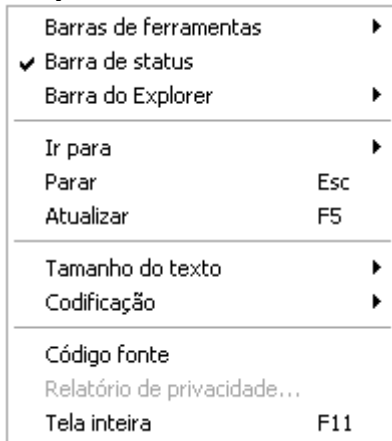 Barras de ferramentas
Barra de status
Barra do Explorer
Ir para
Parar Esc
Atualizar F5
Tamanho do texto
Codificação
Código fonte
Relatório de privacidade...
Tela inteira F11